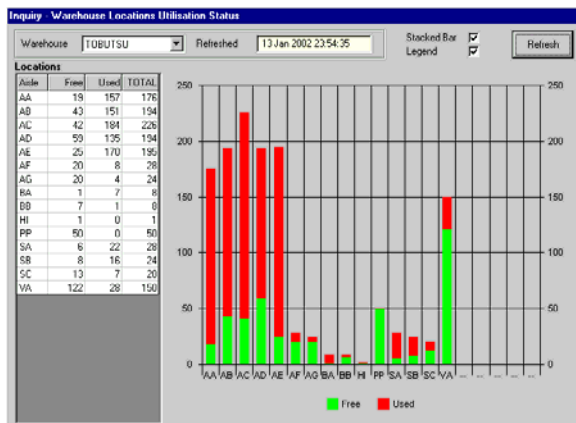 Inquiry - Warehouse Locations Utilisation Status
Warehouse TOBUTSU Refreshed 13 Jan 2002 23:54:35 Stacked Bar Legend Refresh
Locations
Aisle Free Used TOTAL
AA 19 157 176
AB 43 151 194
AC 42 184 226
AD 59 135 194
AE 25 170 195
AF 20 8 28
AG 20 4 24
BA 1 7 8
BB 7 1 8
HI 1 0 1
PP 50 0 50
SA 6 22 28
SB 8 16 24
SC 13 7 20
VA 122 28 150
250 250
200 200
150 150
100 100
50 50
0 0
AA AB AC AD AE AF AG BA BB HI PP SA SB SC VA ... ... ... ... ...
Free Used